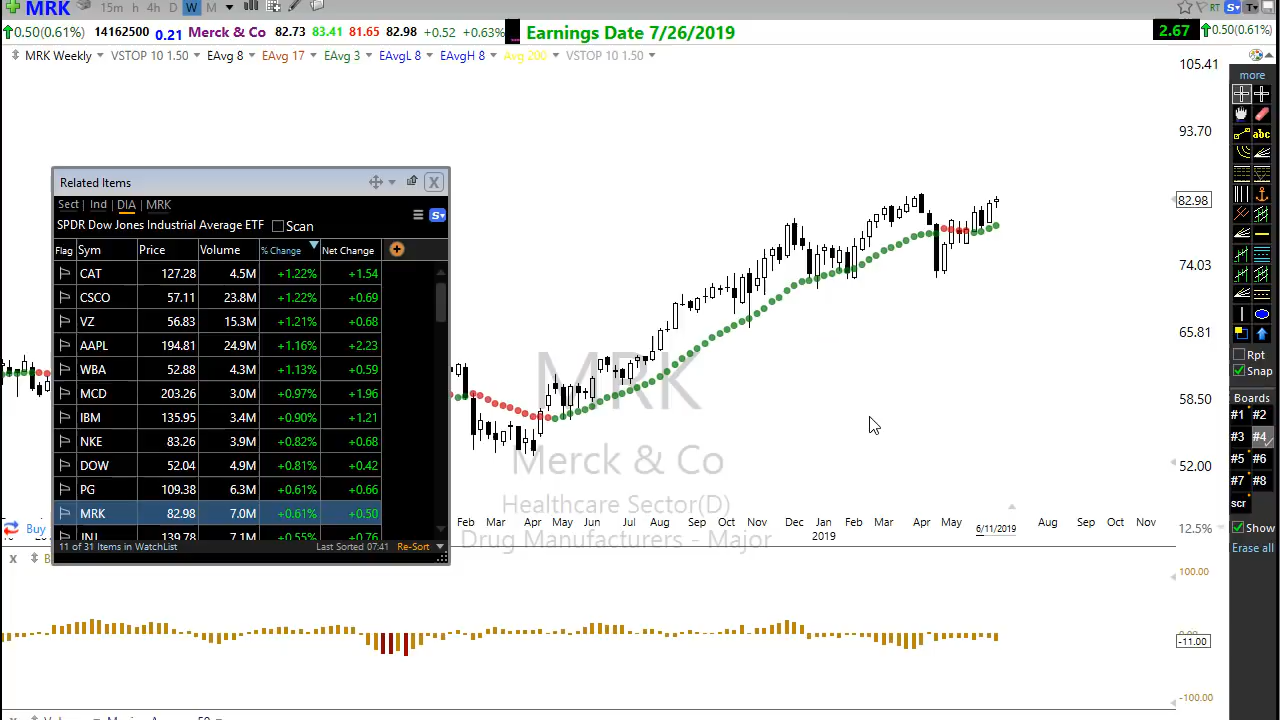 MRK 15m h 4h D W M RT S T
0.50(0.61%) 14162500 0.21 Merck & Co 82.73 83.41 81.65 82.98 +0.52 +0.63% Earnings Date 7/26/2019 2.67 0.50(0.61%)
MRK Weekly VSTOP 10 1.50 EAvg 8 EAvg 17 EAvg 3 EAvgL 8 EAvgH 8 Avg 200 VSTOP 10 1.50
105.41
93.70
82.98
74.03
65.81
58.50
52.00
12.5%
more
abc
Rpt
Snap
Boards
#1 #2
#3 #4
#5 #6
#7 #8
scr
Show
Erase all
Related Items X
Sect Ind DIA MRK
SPDR Dow Jones Industrial Average ETF Scan S
Flag Sym Price Volume % Change Net Change
CAT 127.28 4.5M +1.22% +1.54
CSCO 57.11 23.8M +1.22% +0.69
VZ 56.83 15.3M +1.21% +0.68
AAPL 194.81 24.9M +1.16% +2.23
WBA 52.88 4.3M +1.13% +0.59
MCD 203.26 3.0M +0.97% +1.96
IBM 135.95 3.4M +0.90% +1.21
NKE 83.26 3.9M +0.82% +0.68
DOW 52.04 4.9M +0.81% +0.42
PG 109.38 6.3M +0.61% +0.66
MRK 82.98 7.0M +0.61% +0.50
JNJ 139.78 7.1M +0.55% +0.76
11 of 31 Items in WatchList Last Sorted 07:41 Re-Sort
MRK
Merck & Co
Healthcare Sector(D)
Drug Manufacturers - Major
Buy
Feb Mar Apr May Jun Jul Aug Sep Oct Nov Dec Jan Feb Mar Apr May 6/11/2019 Aug Sep Oct Nov
2019
100.00
-11.00
-100.00